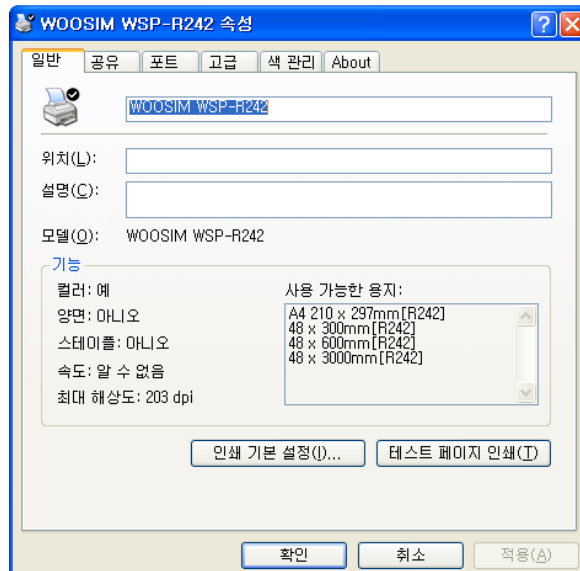 WOOSIM WSP-R242 속성
일반 공유 포트 고급 색 관리 About
WOOSIM WSP-R242
위치(L):
설명(C):
모델(O): WOOSIM WSP-R242
기능
컬러: 예
양면: 아니오
스테이플: 아니오
속도: 알 수 없음
최대 해상도: 203 dpi
사용 가능한 용지:
A4 210 x 297mm[R242]
48 x 300mm[R242]
48 x 600mm[R242]
48 x 3000mm[R242]
인쇄 기본 설정(I)... 테스트 페이지 인쇄(T)
확인 취소 적용(A)